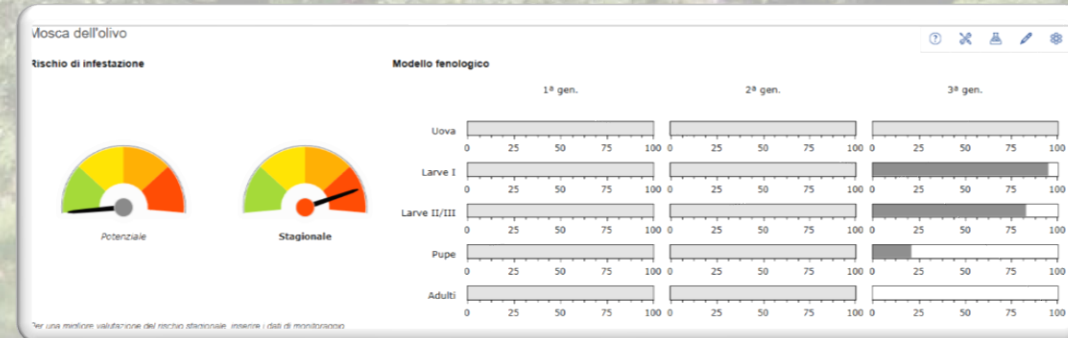 Mosca dell'olivo
Rischio di infestazione
Modello fenologico
1ª gen. 2ª gen. 3ª gen.
Uova
0 25 50 75 100 0 25 50 75 100 0 25 50 75 100
Larve I
0 25 50 75 100 0 25 50 75 100 0 25 50 75 100
Larve II/III
0 25 50 75 100 0 25 50 75 100 0 25 50 75 100
Pupe
0 25 50 75 100 0 25 50 75 100 0 25 50 75 100
Adulti
0 25 50 75 100 0 25 50 75 100 0 25 50 75 100
Potenziale Stagionale
Per una migliore valutazione del rischio stagionale, inserire i dati di monitoraggio